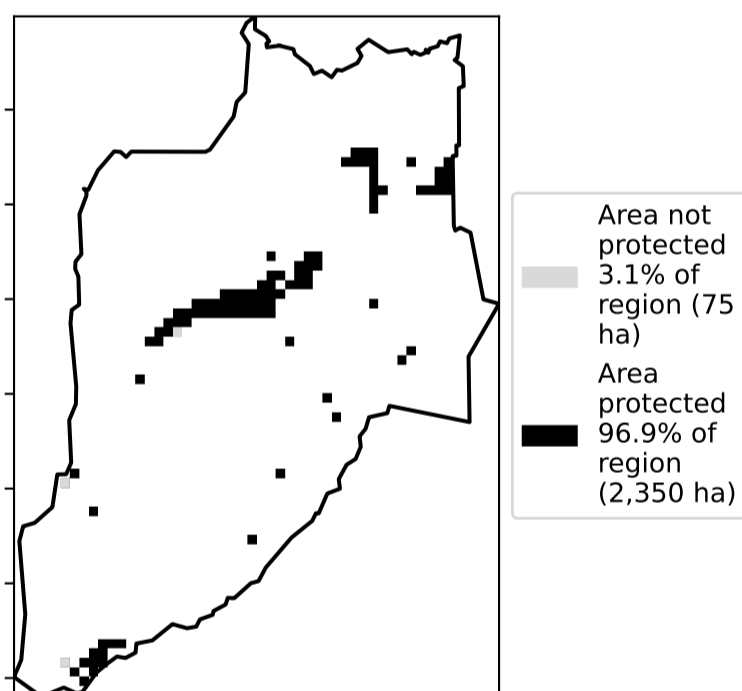 Area not
protected
3.1% of
region (75
ha)
Area
protected
96.9% of
region
(2,350 ha)